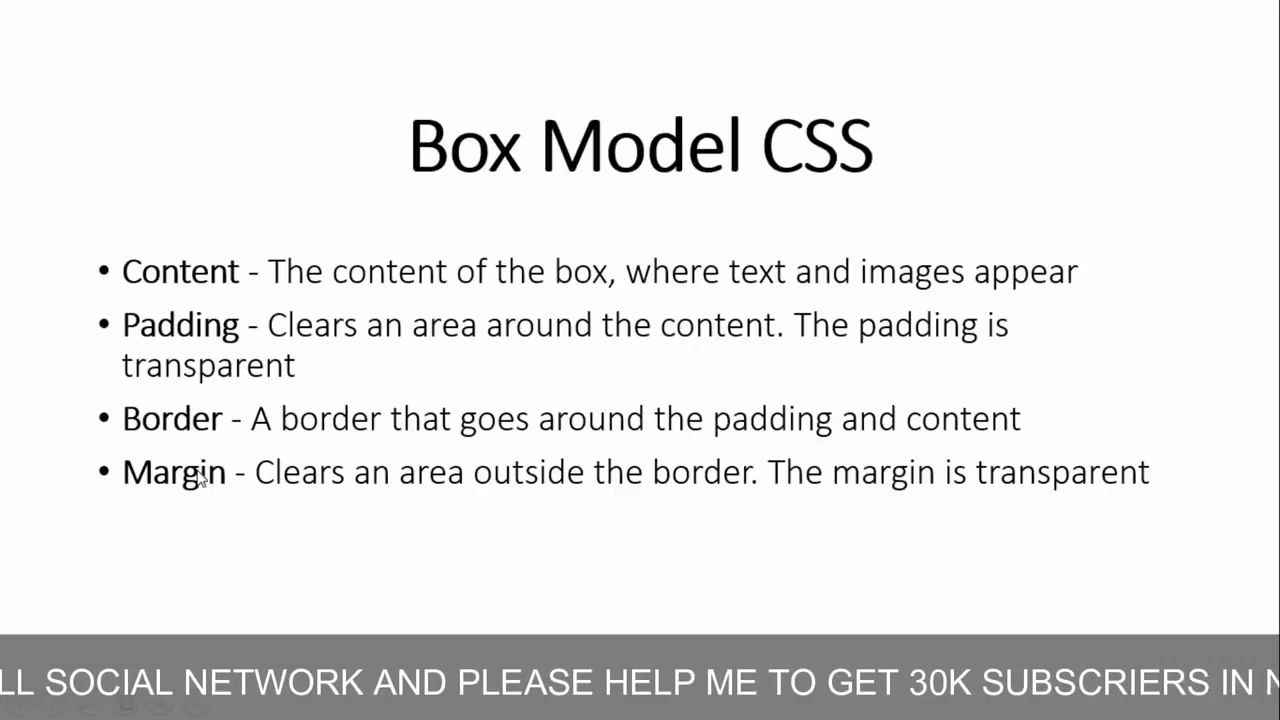 Box Model CSS
• Content - The content of the box, where text and images appear
• Padding - Clears an area around the content. The padding is
transparent
• Border - A border that goes around the padding and content
• Margin - Clears an area outside the border. The margin is transparent
LL SOCIAL NETWORK AND PLEASE HELP ME TO GET 30K SUBSCRIERS IN